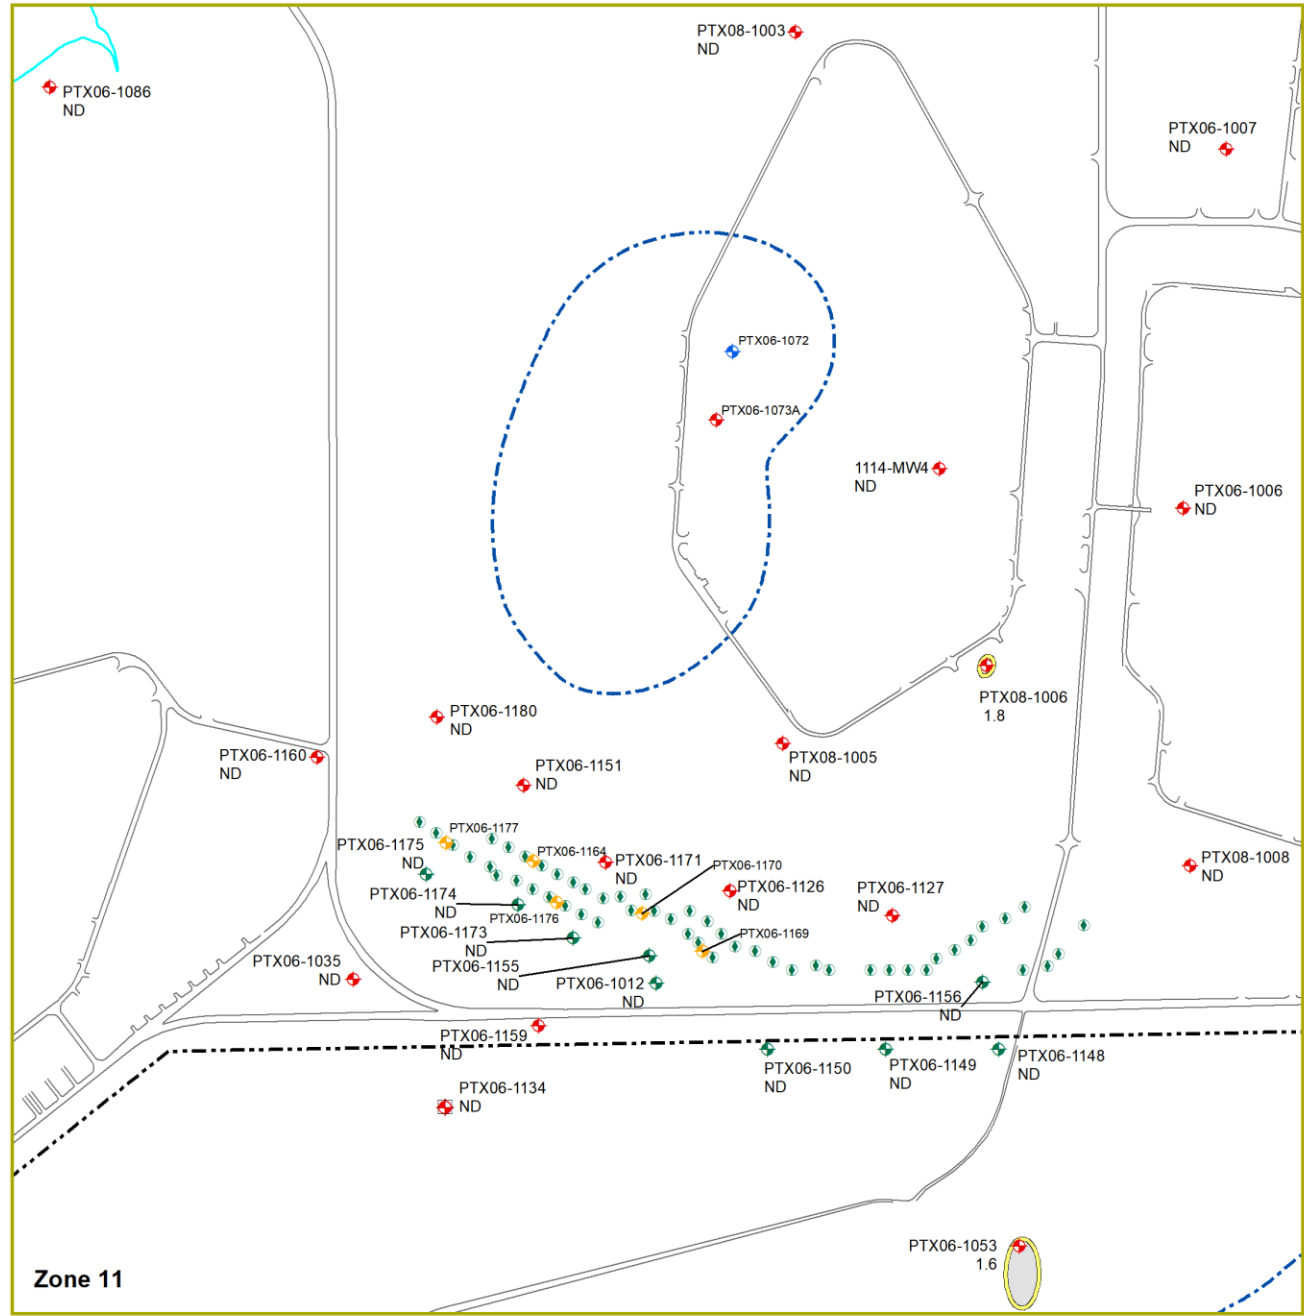 PTX08-1003
ND
PTX06-1086
ND
PTX06-1007
ND
PTX06-1072
PTX06-1073A
1114-MW4
ND
PTX06-1006
ND
PTX08-1006
1.8
PTX06-1180
ND
PTX08-1005
ND
PTX06-1160
ND
PTX06-1151
ND
PTX06-1177
PTX06-1175
ND
PTX06-1164
PTX06-1171
ND
PTX06-1170
PTX08-1008
ND
PTX06-1174
ND
PTX06-1126
ND
PTX06-1127
ND
PTX06-1176
PTX06-1173
ND
PTX06-1169
PTX06-1155
ND
PTX06-1035
ND
PTX06-1012
ND
PTX06-1156
ND
PTX06-1159
ND
PTX06-1150
ND
PTX06-1149
ND
PTX06-1148
ND
PTX06-1134
ND
PTX06-1053
1.6
Zone 11